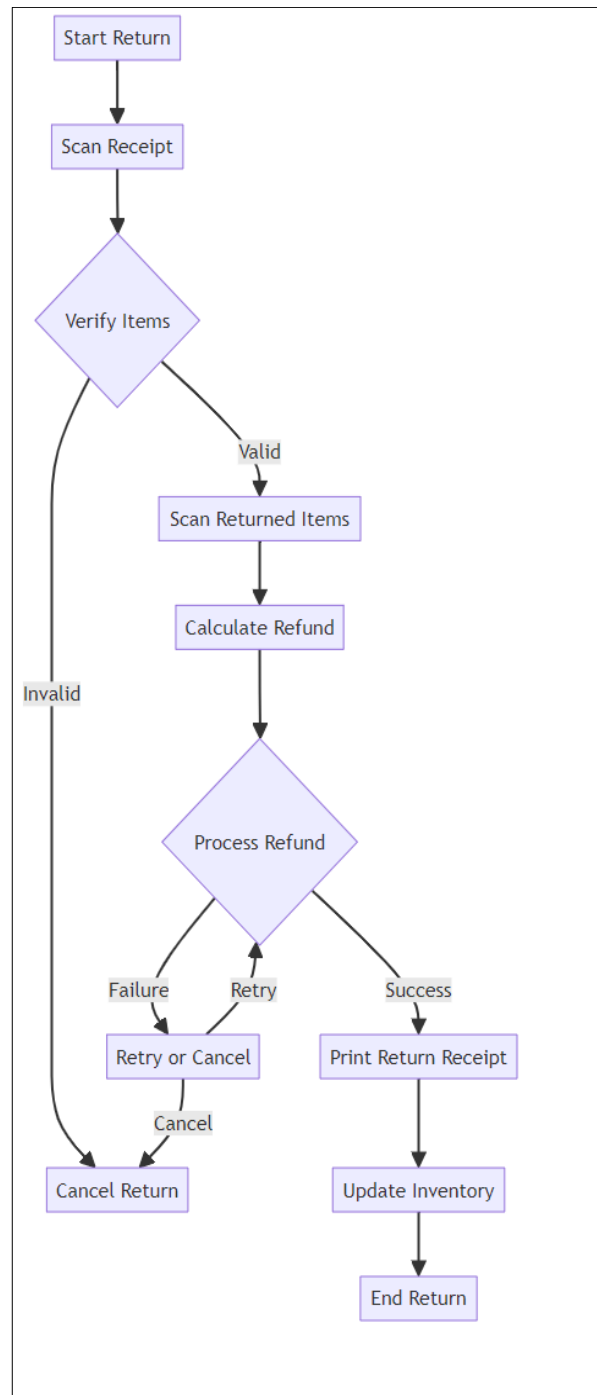 Start Return
Scan Receipt
Verify Items
Valid
Scan Returned Items
Calculate Refund
Invalid
Process Refund
Failure
Retry
Success
Retry or Cancel
Print Return Receipt
Cancel
Cancel Return
Update Inventory
End Return